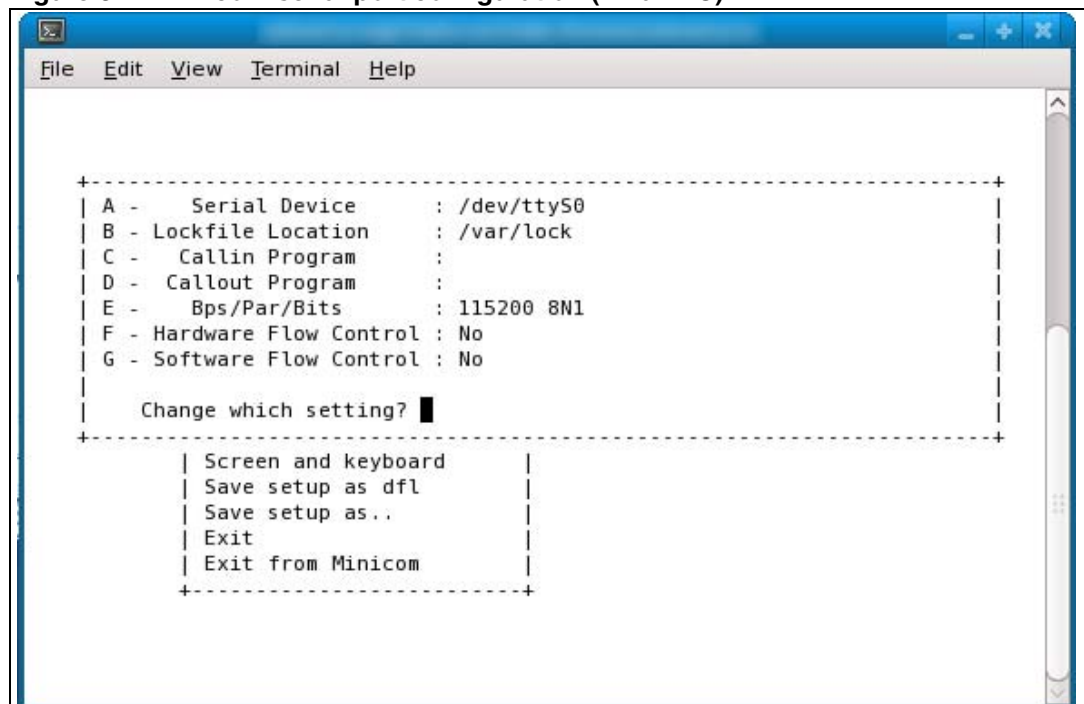 File Edit View Terminal Help
+-----------------------------------------------------------------------+
| A - Serial Device : /dev/ttyS0 |
| B - Lockfile Location : /var/lock |
| C - Callin Program : |
| D - Callout Program : |
| E - Bps/Par/Bits : 115200 8N1 |
| F - Hardware Flow Control : No |
| G - Software Flow Control : No |
| |
| Change which setting? |
+-----------------------------------------------------------------------+
| Screen and keyboard |
| Save setup as dfl |
| Save setup as.. |
| Exit |
| Exit from Minicom |
+--------------------------+